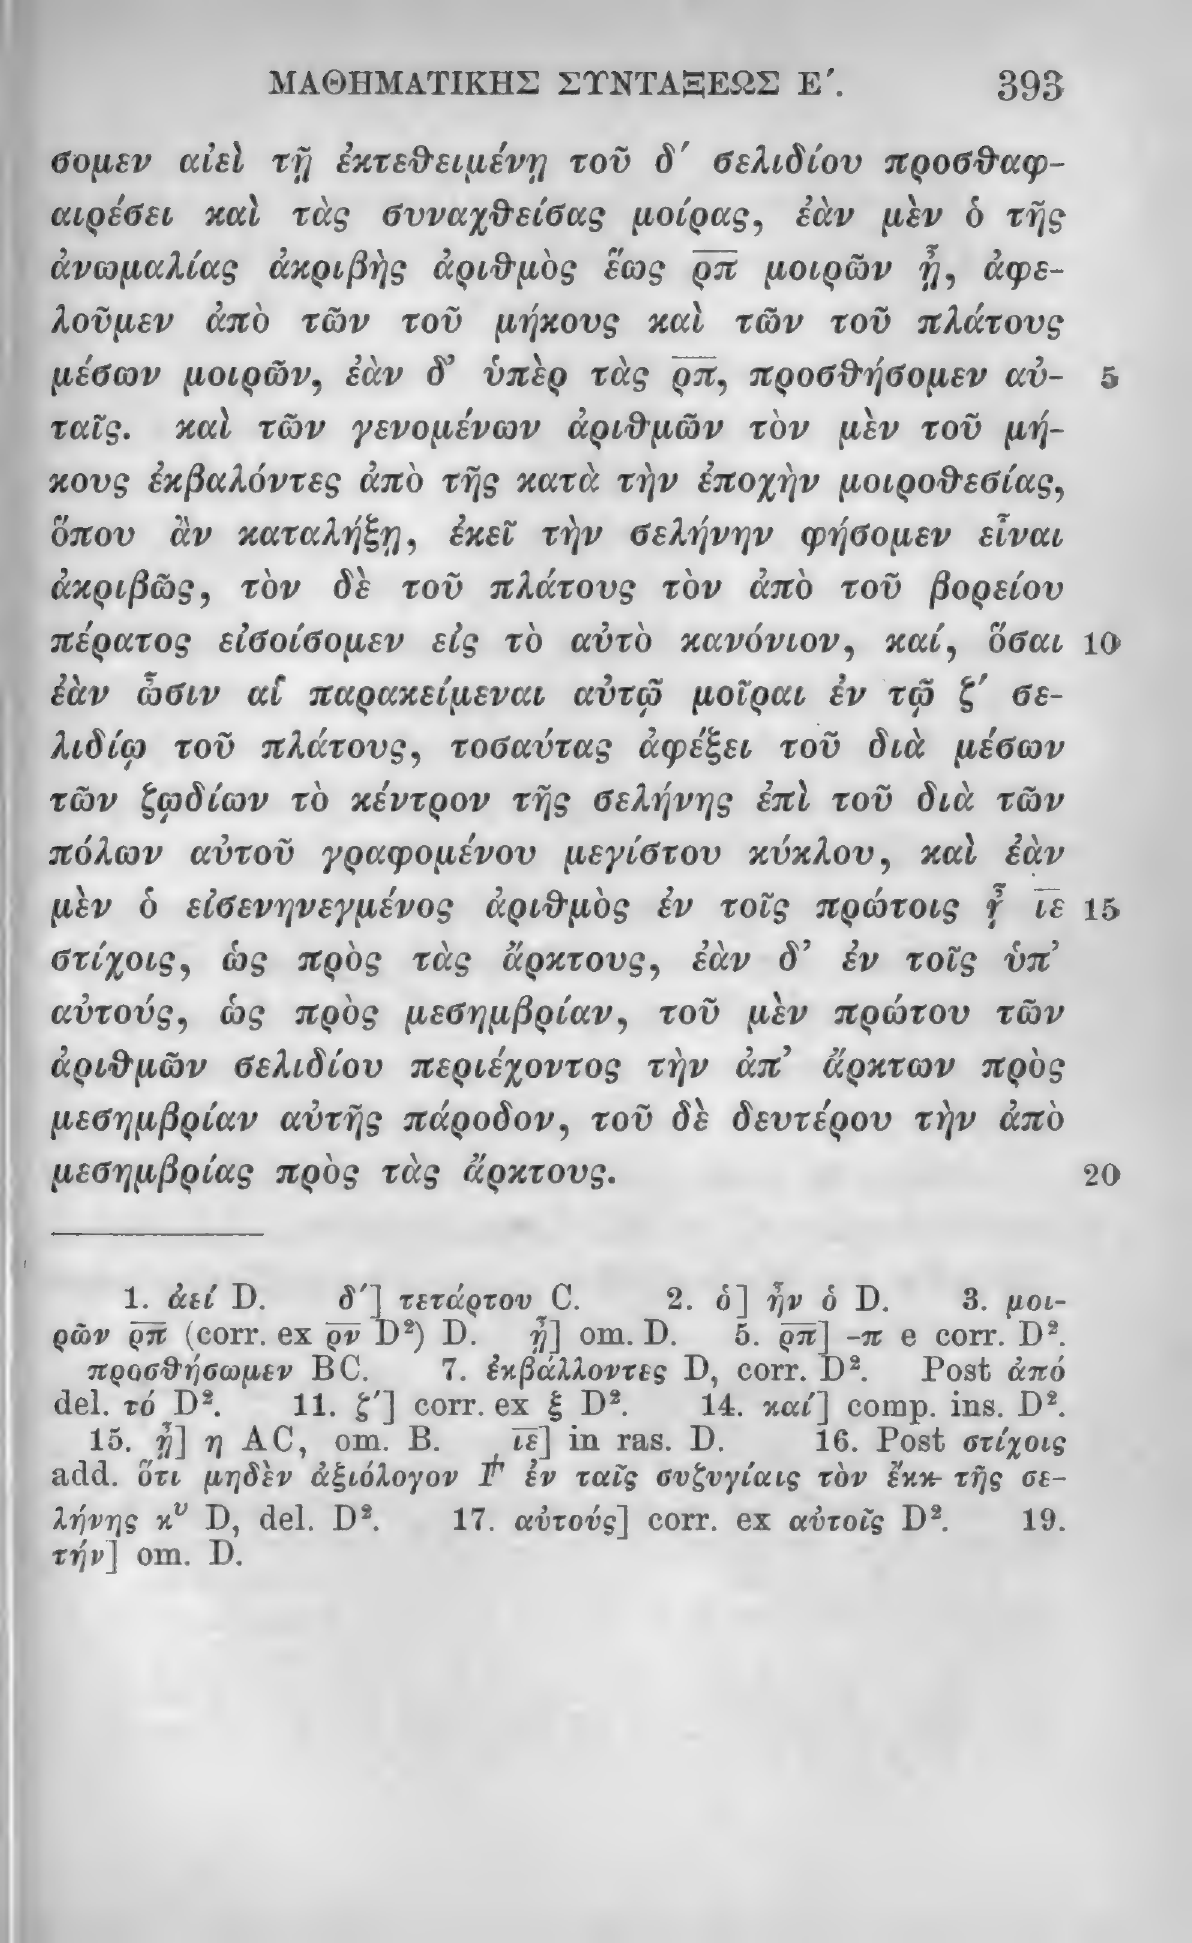 ΜΑΘΗΜΑΤΙΚΗΣ ΣΥΝΤΑΞΕΩΣ Ε΄. 393
σομεν αἰεὶ τῇ ἐκτεθειμένῃ τοῦ δ΄ σελιδίου προσθαφ-
αιρέσει καὶ τὰς συναχθείσας μοίρας, ἐὰν μὲν ὁ τῆς
ἀνωμαλίας ἀκριβὴς ἀριθμὸς ἕως ρ̅π̅ μοιρῶν ᾖ, ἀφε-
λοῦμεν ἀπὸ τῶν τοῦ μήκους καὶ τῶν τοῦ πλάτους
μέσων μοιρῶν, ἐὰν δ’ ὑπὲρ τὰς ρ̅π̅, προσθήσομεν αὐ- 5
ταῖς. καὶ τῶν γενομένων ἀριθμῶν τὸν μὲν τοῦ μή-
κους ἐκβαλόντες ἀπὸ τῆς κατὰ τὴν ἐποχὴν μοιροθεσίας,
ὅπου ἂν καταλήξῃ, ἐκεῖ τὴν σελήνην φήσομεν εἶναι
ἀκριβῶς, τὸν δὲ τοῦ πλάτους τὸν ἀπὸ τοῦ βορείου
πέρατος εἰσοίσομεν εἰς τὸ αὐτὸ κανόνιον, καί, ὅσαι 10
ἐὰν ὦσιν αἱ παρακείμεναι αὐτῷ μοῖραι ἐν τῷ ζ΄ σε-
λιδίῳ τοῦ πλάτους, τοσαύτας ἀφέξει τοῦ διὰ μέσων
τῶν ζῳδίων τὸ κέντρον τῆς σελήνης ἐπὶ τοῦ διὰ τῶν
πόλων αὐτοῦ γραφομένου μεγίστου κύκλου, καὶ ἐὰν
μὲν ὁ εἰσενηνεγμένος ἀριθμὸς ἐν τοῖς πρώτοις ᾖ ι̅ε̅ 15
στίχοις, ὡς πρὸς τὰς ἄρκτους, ἐὰν δ’ ἐν τοῖς ὑπ’
αὐτούς, ὡς πρὸς μεσημβρίαν, τοῦ μὲν πρώτου τῶν
ἀριθμῶν σελιδίου περιέχοντος τὴν ἀπ’ ἄρκτων πρὸς
μεσημβρίαν αὐτῆς πάροδον, τοῦ δὲ δευτέρου τὴν ἀπὸ
μεσημβρίας πρὸς τὰς ἄρκτους. 20
1. ἀεί D. δ΄] τετάρτου C. 2. ὁ] ἦν ὁ D. 3. μοι-
ρῶν ρ̅π̅ (corr. ex ρ̅ν̅ D²) D. ᾖ] om. D. 5. ρ̅π̅] -π e corr. D².
προσθήσωμεν BC. 7. ἐκβάλλοντες D, corr. D². Post ἀπό
del. τό D². 11. ζ΄] corr. ex ξ D². 14. καί] comp. ins. D².
15. ᾖ] η AC, om. B. ι̅ε̅] in ras. D. 16. Post στίχοις
add. ὅτι μηδὲν ἀξιόλογον ἐν ταῖς συζυγίαις τὸν ἔκκ τῆς σε-
λήνης κᵛ D, del. D². 17. αὐτούς] corr. ex αὐτοῖς D². 19.
τήν] om. D.